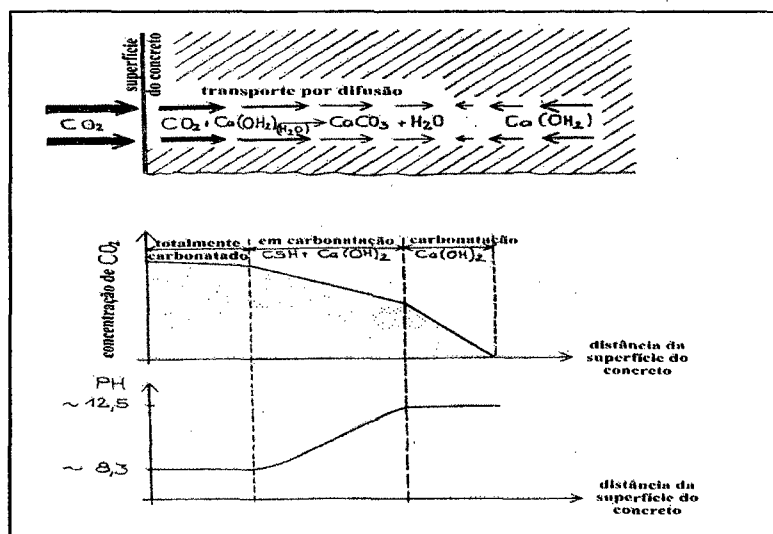 superfície
do concreto
transporte por difusão
CO₂
CO₂ + Ca(OH₂) (H₂O) → CaCO₃ + H₂O
Ca(OH₂)
concentração de CO₂
totalmente
carbonatado
em carbonatação
CSH + Ca(OH)₂
carbonatação
Ca(OH)₂
distância da
superfície do
concreto
PH
~ 12,5
~ 8,3
distância da
superfície do
concreto